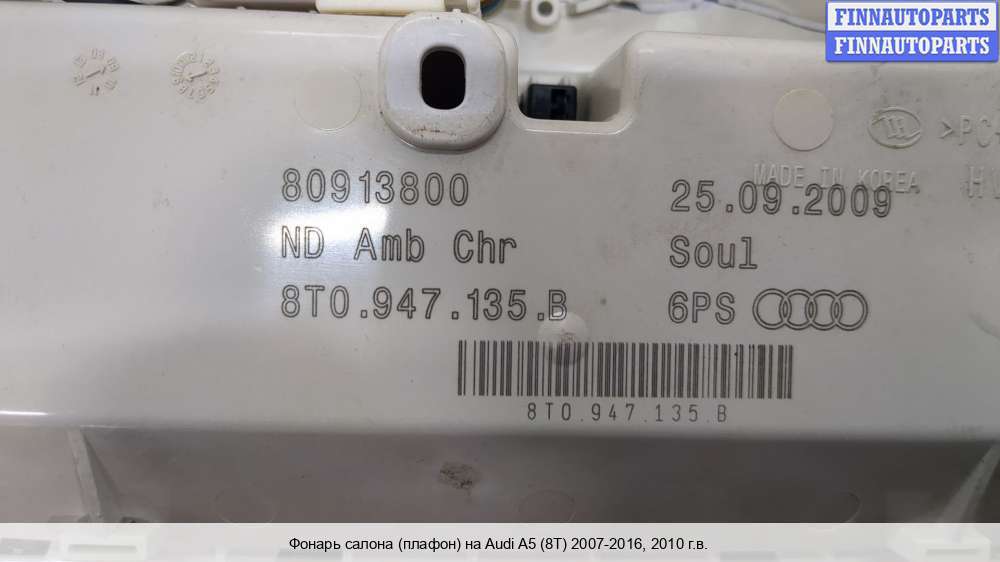 FINNAUTOPARTS
FINNAUTOPARTS
>PC
MADE IN KOREA
80913800
25.09.2009
ND Amb Chr
Soul
8T0.947.135.B
6PS
8T0.947.135.B
Фонарь салона (плафон) на Audi A5 (8T) 2007-2016, 2010 г.в.